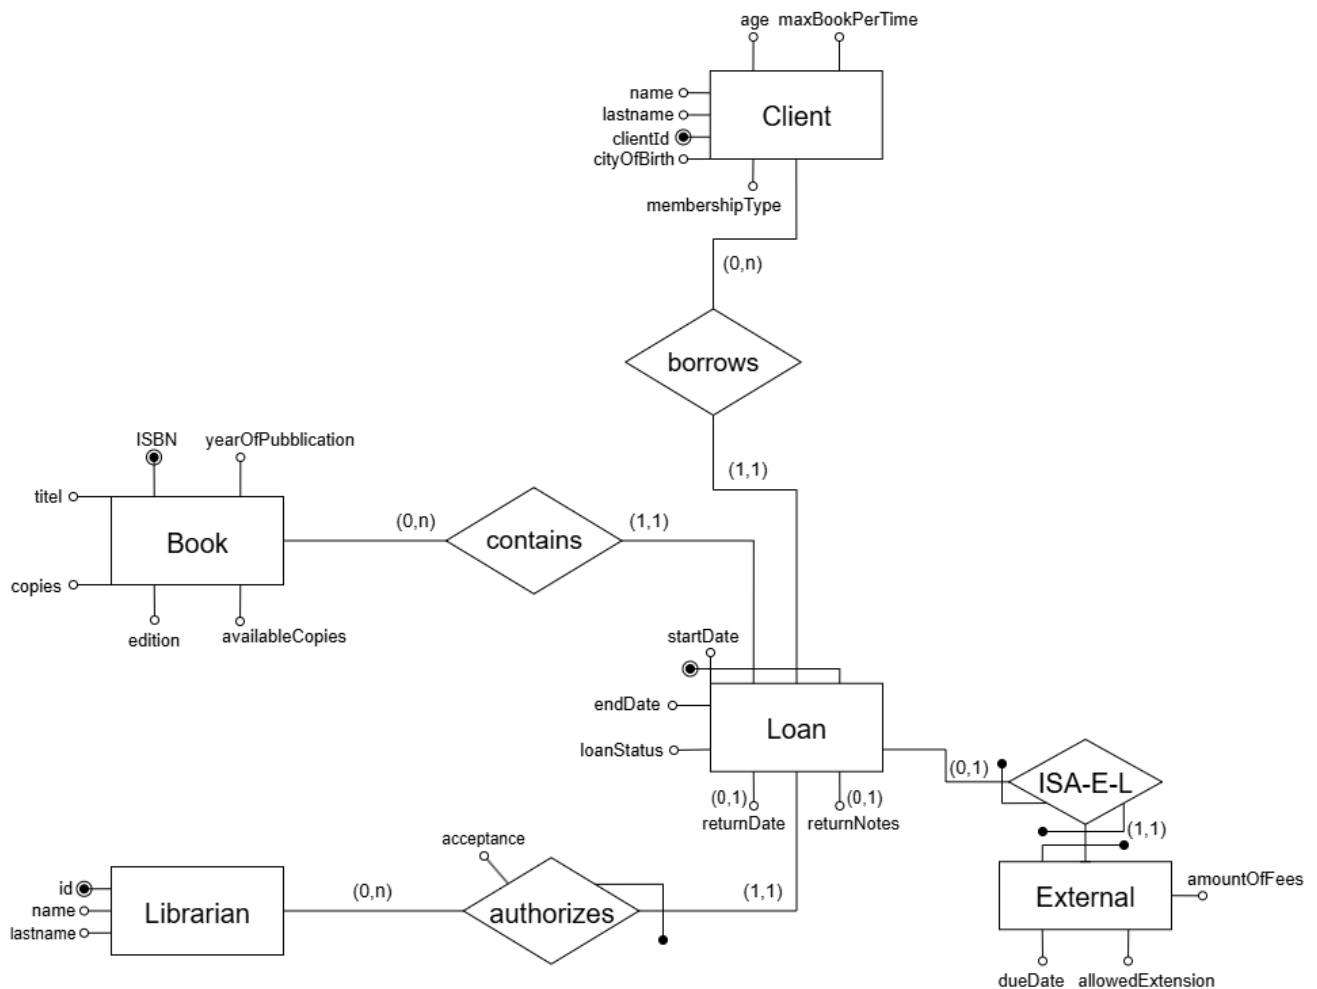 age maxBookPerTime
name
lastname
clientId
cityOfBirth
Client
membershipType
(0,n)
borrows
(1,1)
ISBN yearOfPubblication
titel
Book
copies
edition
availableCopies
(0,n)
contains
(1,1)
startDate
endDate
loanStatus
Loan
(0,1)
returnDate
(0,1)
returnNotes
(0,1)
ISA-E-L
(1,1)
External
amountOfFees
dueDate allowedExtension
acceptance
id
name
lastname
Librarian
(0,n)
authorizes
(1,1)